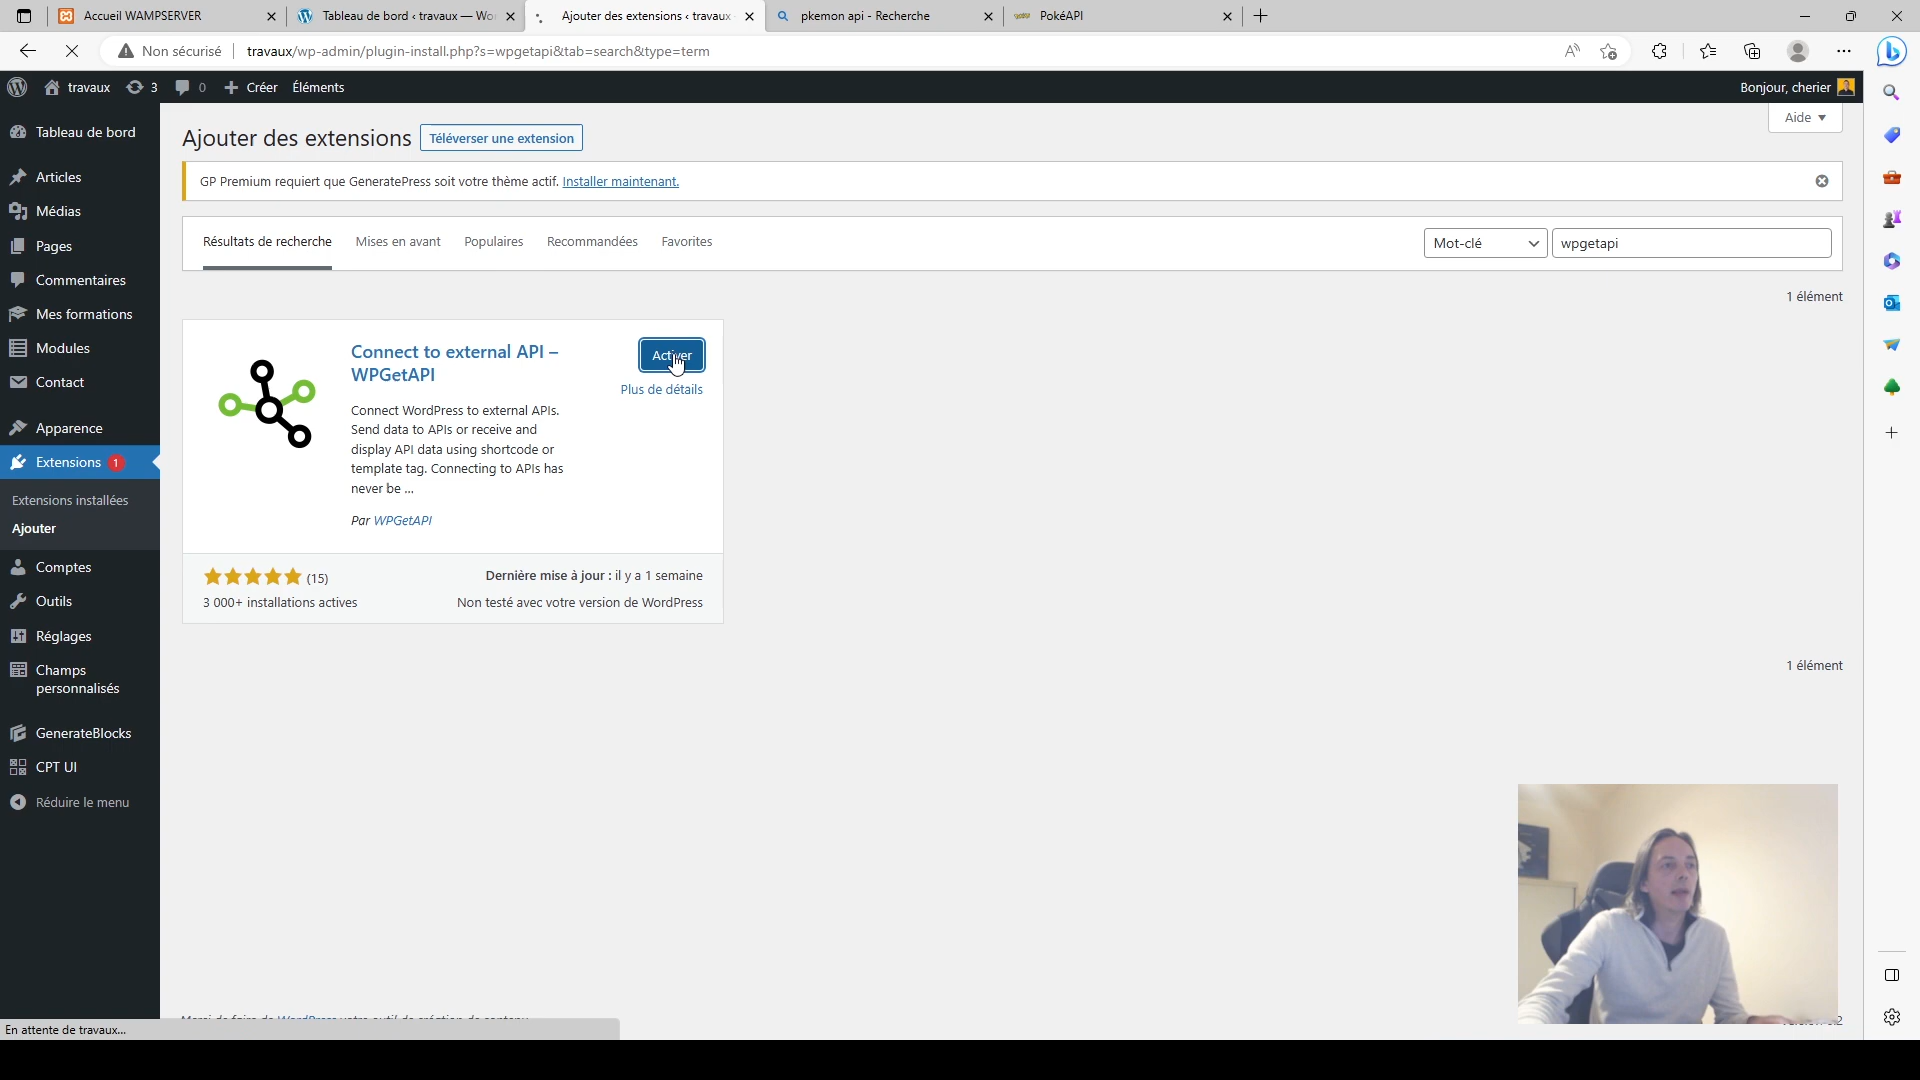 Accueil WAMPSERVER
Tableau de bord ‹ travaux — Wo
Ajouter des extensions ‹ travaux
pkemon api - Recherche
PokéAPI
Non sécurisé
travaux/wp-admin/plugin-install.php?s=wpgetapi&tab=search&type=term
travaux
3
0
Créer
Éléments
Bonjour, cherier
Tableau de bord
Articles
Médias
Pages
Commentaires
Mes formations
Modules
Contact
Apparence
Extensions 1
Extensions installées
Ajouter
Comptes
Outils
Réglages
Champs
personnalisés
GenerateBlocks
CPT UI
Réduire le menu
Aide
Ajouter des extensions
Téléverser une extension
GP Premium requiert que GeneratePress soit votre thème actif. Installer maintenant.
Résultats de recherche
Mises en avant
Populaires
Recommandées
Favorites
Mot-clé
wpgetapi
1 élément
Connect to external API –
WPGetAPI
Activer
Plus de détails
Connect WordPress to external APIs.
Send data to APIs or receive and
display API data using shortcode or
template tag. Connecting to APIs has
never be ...
Par WPGetAPI
(15)
Dernière mise à jour : il y a 1 semaine
3 000+ installations actives
Non testé avec votre version de WordPress
1 élément
En attente de travaux...